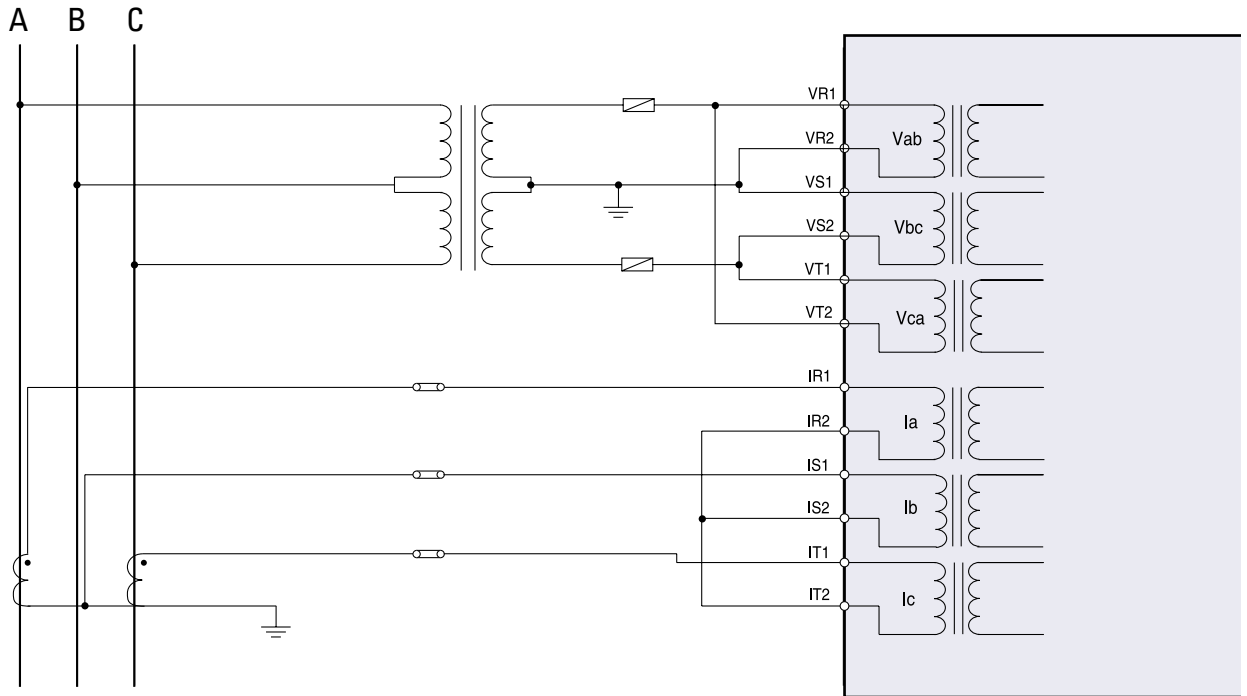 A B C
VR1
Vab
VR2
VS1
Vbc
VS2
VT1
Vca
VT2
IR1
Ia
IR2
IS1
Ib
IS2
IT1
Ic
IT2